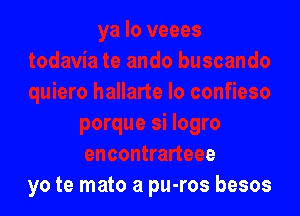 ya lo veees
todavia te ando buscando
quiero hallarte lo confieso
porque si logro
encontrarteee
yo te mato a pu-ros besos